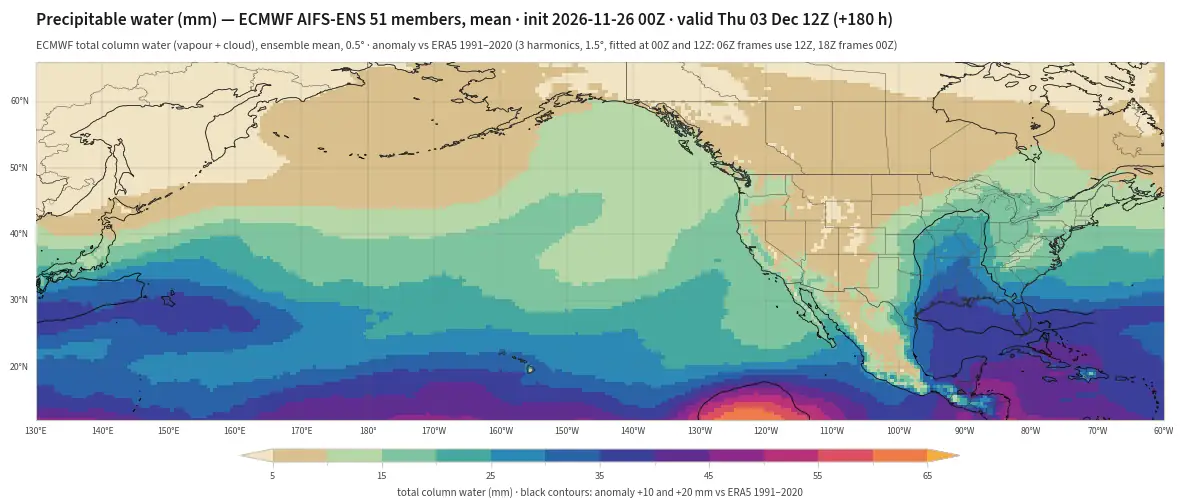 Precipitable water (mm) — ECMWF AIFS-ENS 51 members, mean · init 2026-11-26 00Z · valid Thu 03 Dec 12Z (+180 h)
ECMWF total column water (vapour + cloud), ensemble mean, 0.5° · anomaly vs ERA5 1991–2020 (3 harmonics, 1.5°, fitted at 00Z and 12Z: 06Z frames use 12Z, 18Z frames 00Z)
60°N
50°N
40°N
30°N
20°N
130°E 140°E 150°E 160°E 170°E 180° 170°W 160°W 150°W 140°W 130°W 120°W 110°W 100°W 90°W 80°W 70°W 60°W
5 15 25 35 45 55 65
total column water (mm) · black contours: anomaly +10 and +20 mm vs ERA5 1991–2020